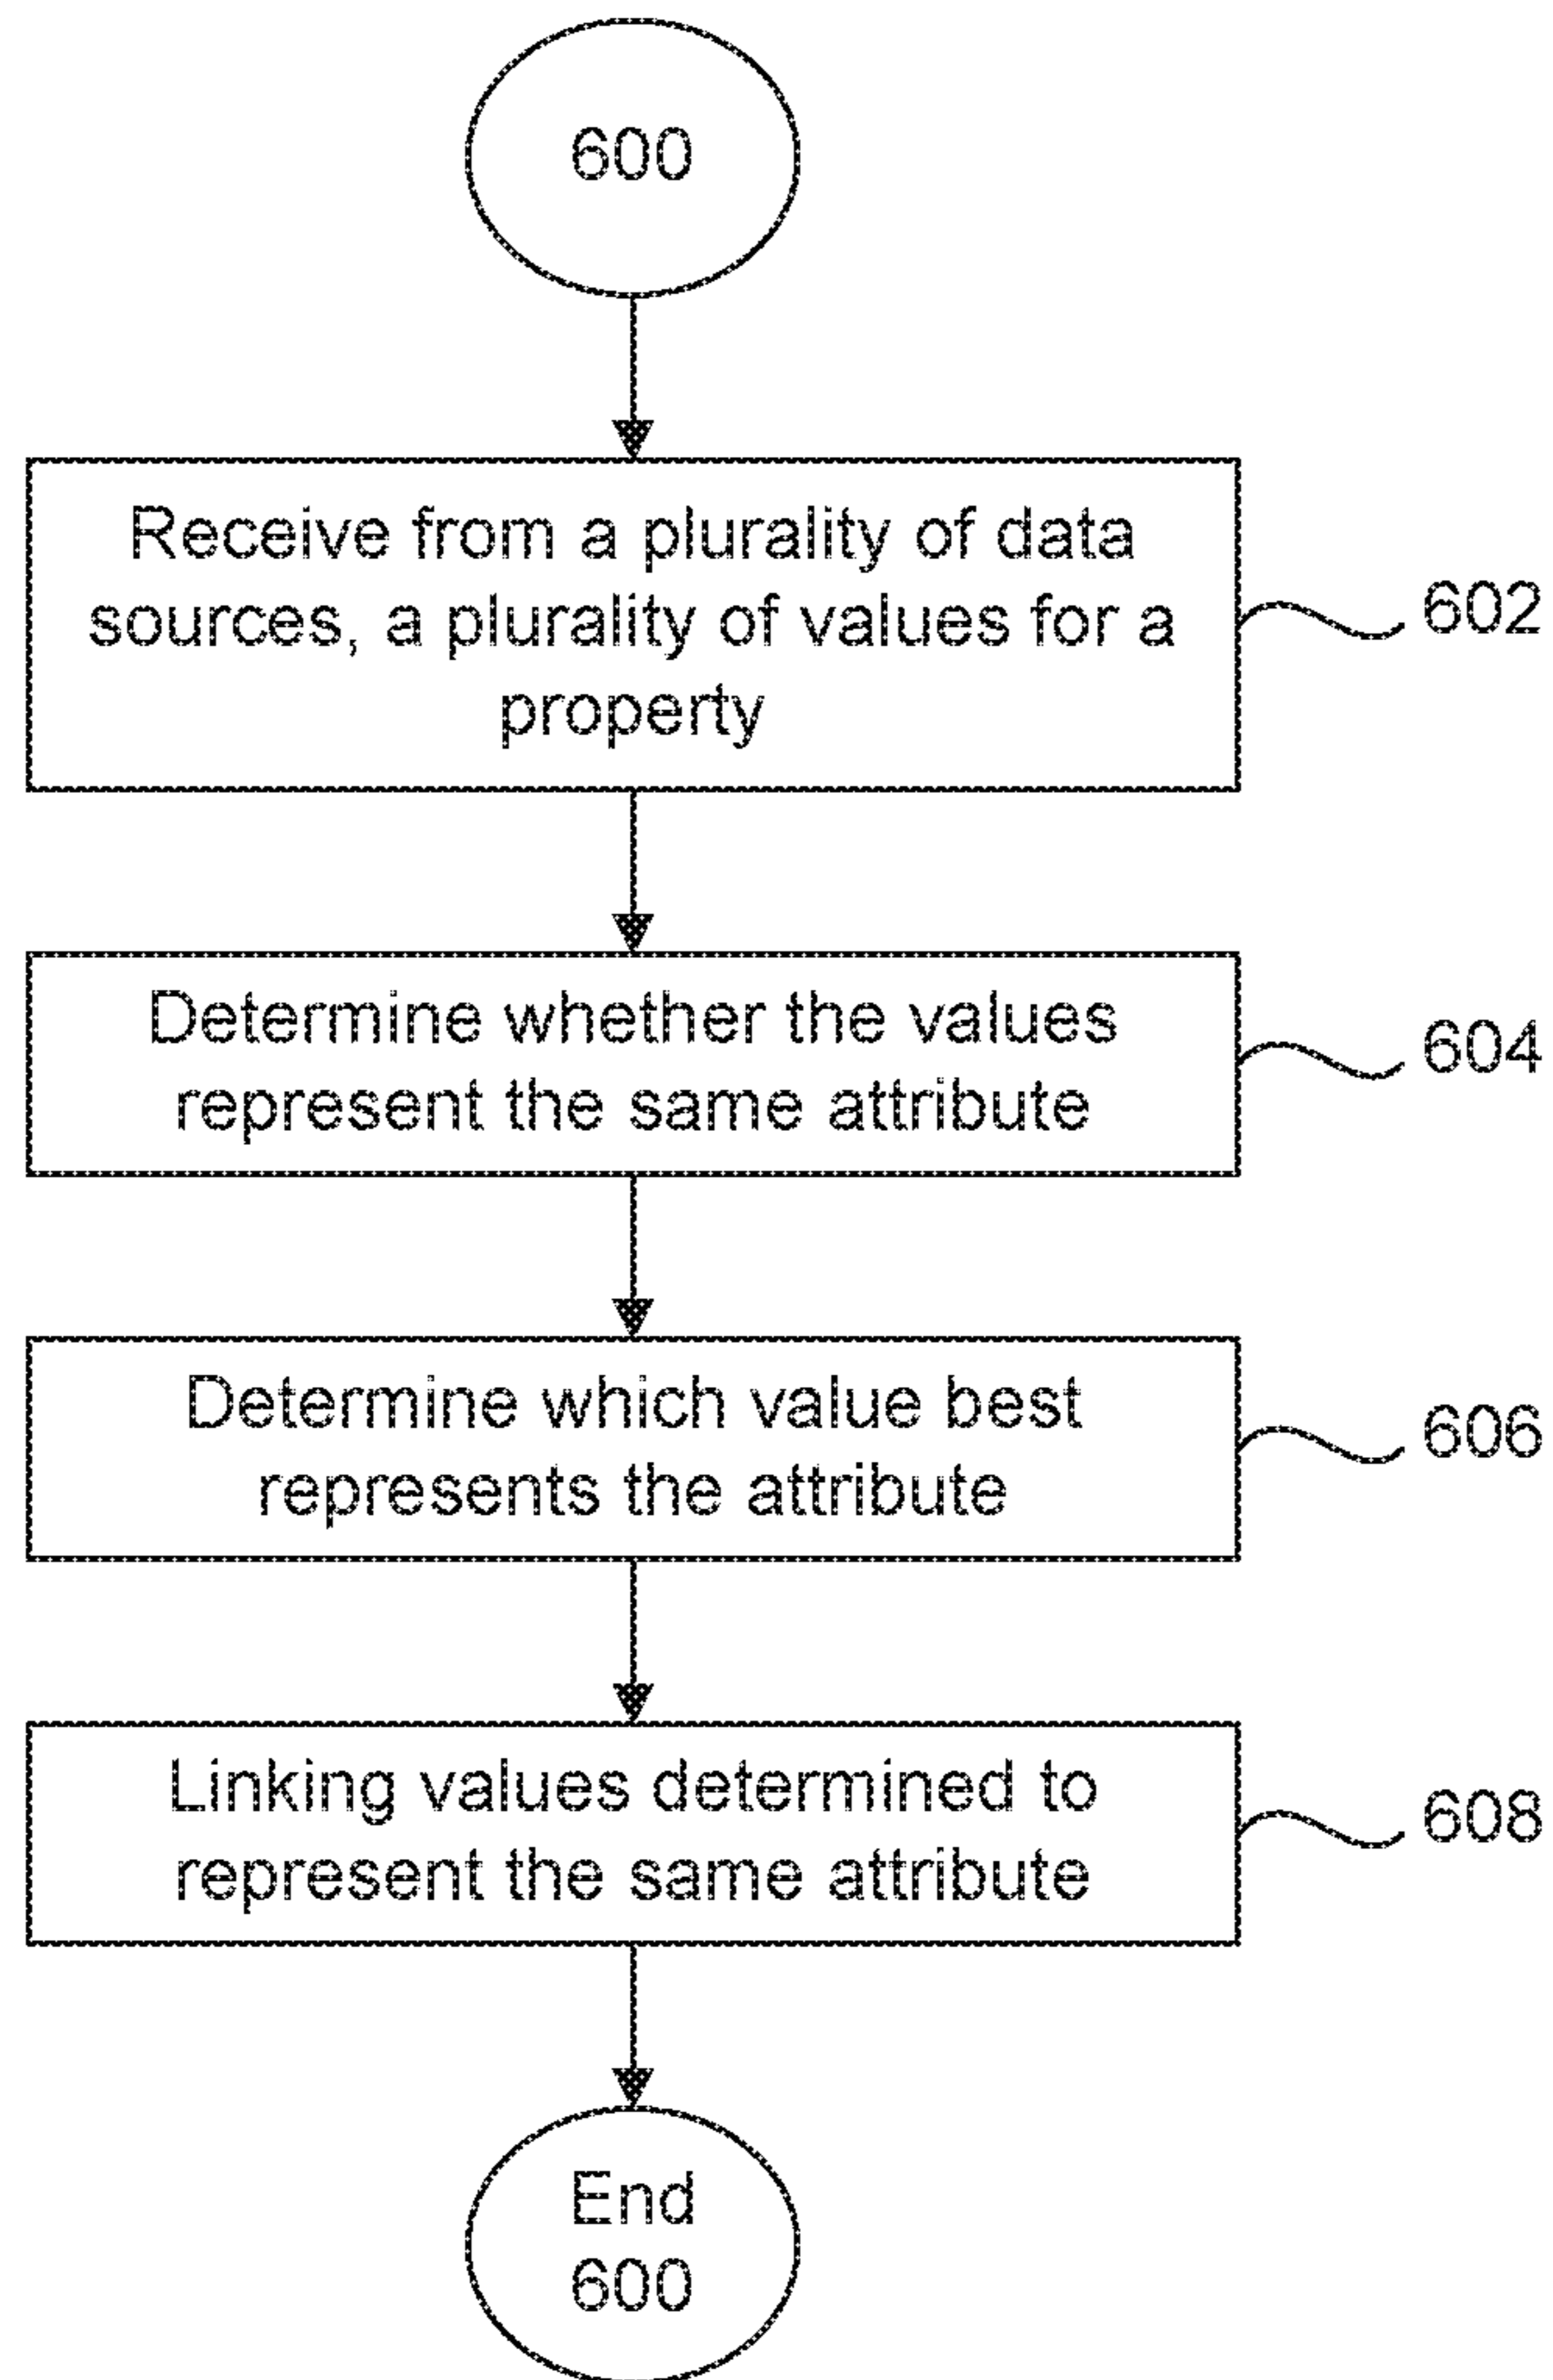 600
Receive from a plurality of data
sources, a plurality of values for a
property
602
Determine whether the values
represent the same attribute
604
Determine which value best
represents the attribute
606
Linking values determined to
represent the same attribute
608
End
600